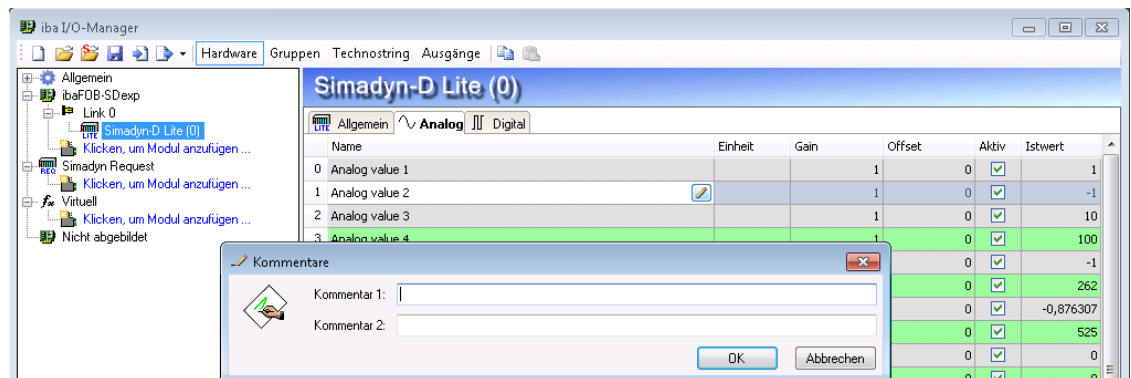 iba I/O-Manager
Hardware Gruppen Technostring Ausgänge
Allgemein
ibaFOB-SDexp
Link 0
Simadyn-D Lite (0)
Klicken, um Modul anzufügen ...
Simadyn Request
Klicken, um Modul anzufügen ...
Virtuell
Klicken, um Modul anzufügen ...
Nicht abgebildet
Simadyn-D Lite (0)
Allgemein Analog Digital
Name Einheit Gain Offset Aktiv Istwert
0 Analog value 1 1 0 1
1 Analog value 2 1 0 -1
2 Analog value 3 1 0 10
3 Analog value 4 1 0 100
0 -1
0 262
0 -0,876307
0 525
0 0
Kommentare
Kommentar 1:
Kommentar 2:
OK Abbrechen